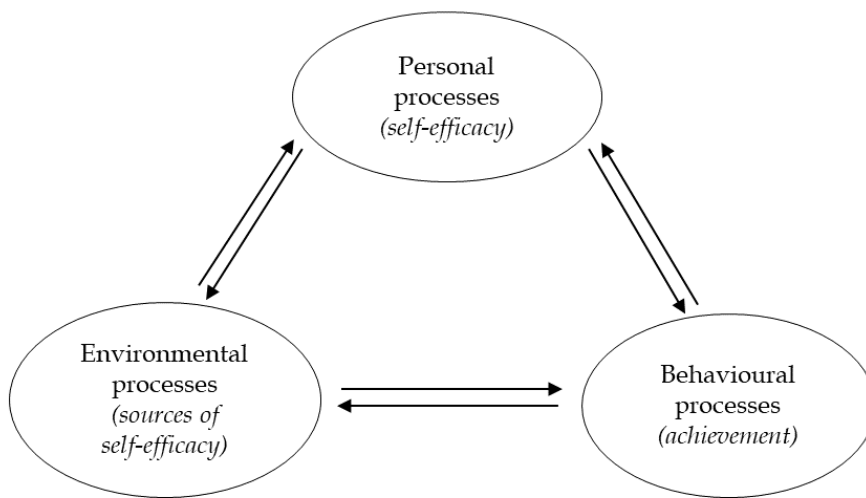 Personal
processes
(self-efficacy)
Environmental
processes
(sources of
self-efficacy)
Behavioural
processes
(achievement)